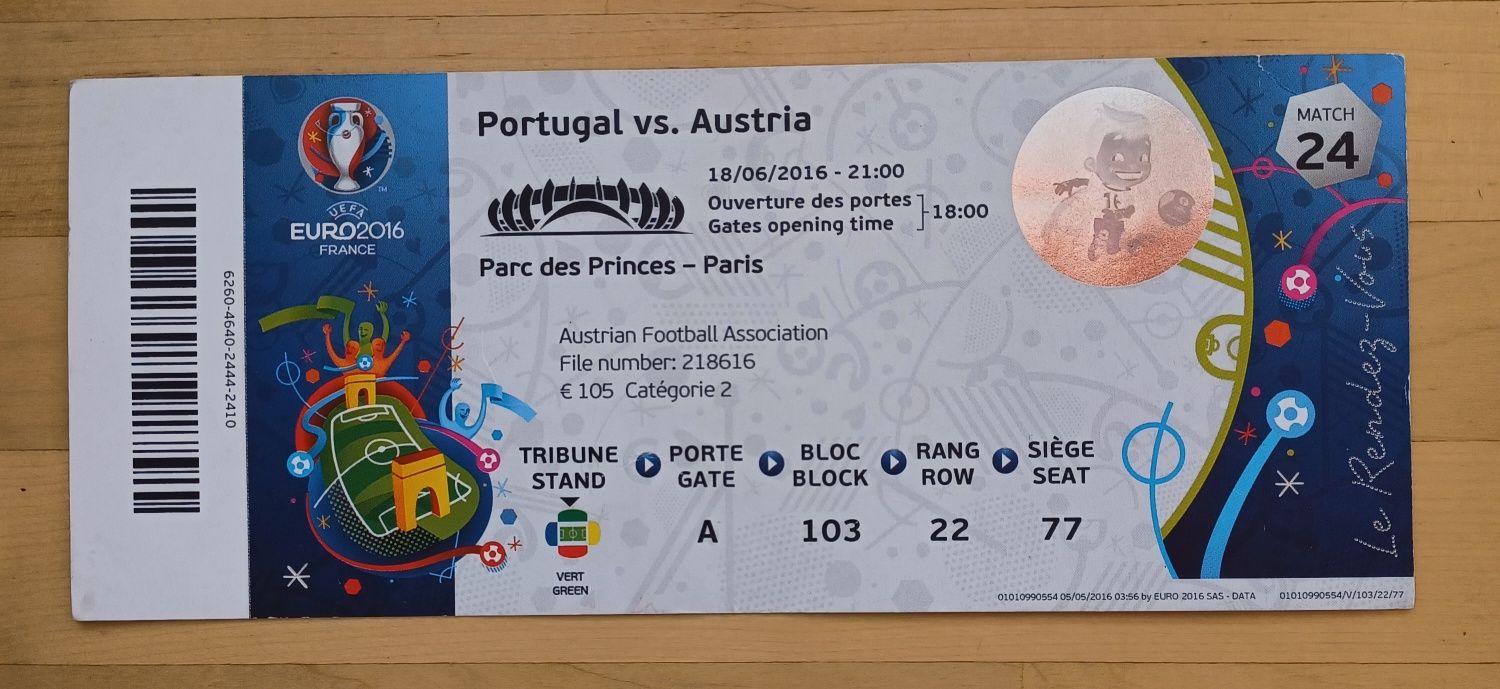 6260-4640-2444-2410
UEFA
EURO2016
FRANCE
TM
Portugal vs. Austria
18/06/2016 - 21:00
Ouverture des portes
Gates opening time
18:00
Parc des Princes – Paris
Austrian Football Association
File number: 218616
€ 105 Catégorie 2
TRIBUNE
STAND
PORTE
GATE
BLOC
BLOCK
RANG
ROW
SIÈGE
SEAT
A
103
22
77
VERT
GREEN
MATCH
24
Le Rendez-Vous
01010990554 05/05/2016 03:56 by EURO 2016 SAS - DATA
01010990554/V/103/22/77